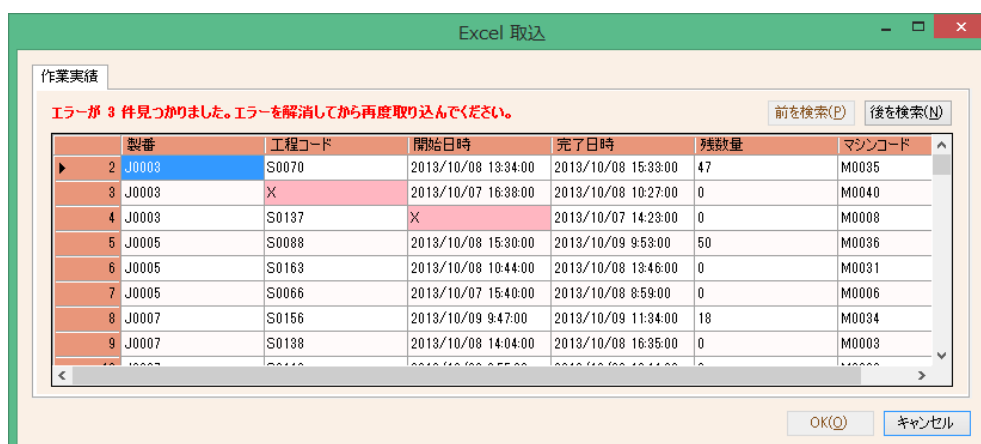 Excel 取込
作業実績
エラーが 3 件見つかりました。エラーを解消してから再度取り込んでください。
前を検索(P) 後を検索(N)
製番 工程コード 開始日時 完了日時 残数量 マシンコード
2 J0003 S0070 2013/10/08 13:34:00 2013/10/08 15:33:00 47 M0035
3 J0003 X 2013/10/07 16:38:00 2013/10/08 10:27:00 0 M0040
4 J0003 S0137 X 2013/10/07 14:23:00 0 M0008
5 J0005 S0088 2013/10/08 15:30:00 2013/10/09 9:53:00 50 M0036
6 J0005 S0163 2013/10/08 10:44:00 2013/10/08 13:46:00 0 M0031
7 J0005 S0066 2013/10/07 15:40:00 2013/10/08 8:59:00 0 M0006
8 J0007 S0156 2013/10/09 9:47:00 2013/10/09 11:34:00 18 M0034
9 J0007 S0138 2013/10/08 14:04:00 2013/10/08 16:35:00 0 M0003
OK(O) キャンセル